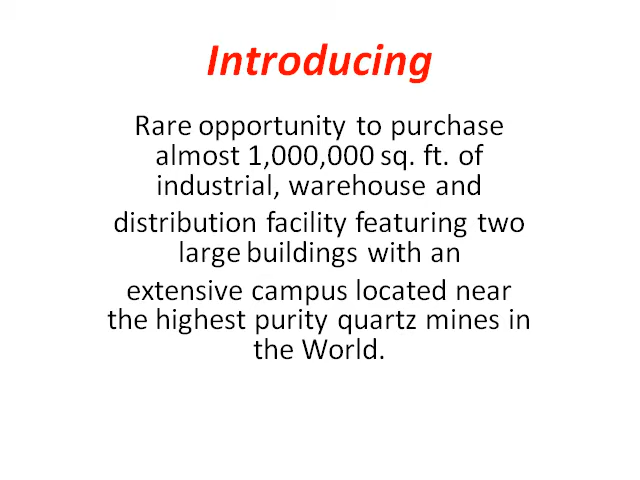 Introducing
Rare opportunity to purchase
almost 1,000,000 sq. ft. of
industrial, warehouse and
distribution facility featuring two
large buildings with an
extensive campus located near
the highest purity quartz mines in
the World.